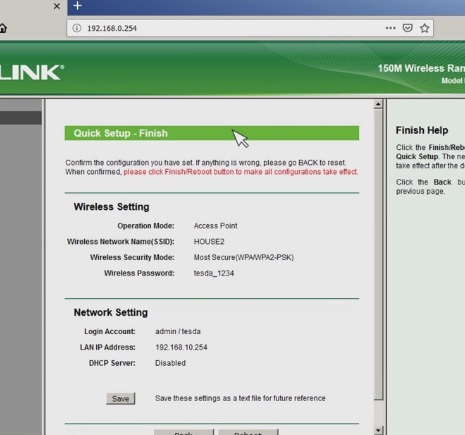 192.168.0.254
LINK®
150M Wireless Ran
Model
Quick Setup - Finish
Confirm the configuration you have set. If anything is wrong, please go BACK to reset.
When confirmed, please click Finish/Reboot button to make all configurations take effect.
Wireless Setting
Operation Mode: Access Point
Wireless Network Name(SSID): HOUSE2
Wireless Security Mode: Most Secure(WPA/WPA2-PSK)
Wireless Password: tesda_1234
Network Setting
Login Account: admin / tesda
LAN IP Address: 192.168.10.254
DHCP Server: Disabled
Save Save these settings as a text file for future reference
Back Reboot
Finish Help
Click the Finish/Reb
Quick Setup. The ne
take effect after the d
Click the Back bu
previous page.